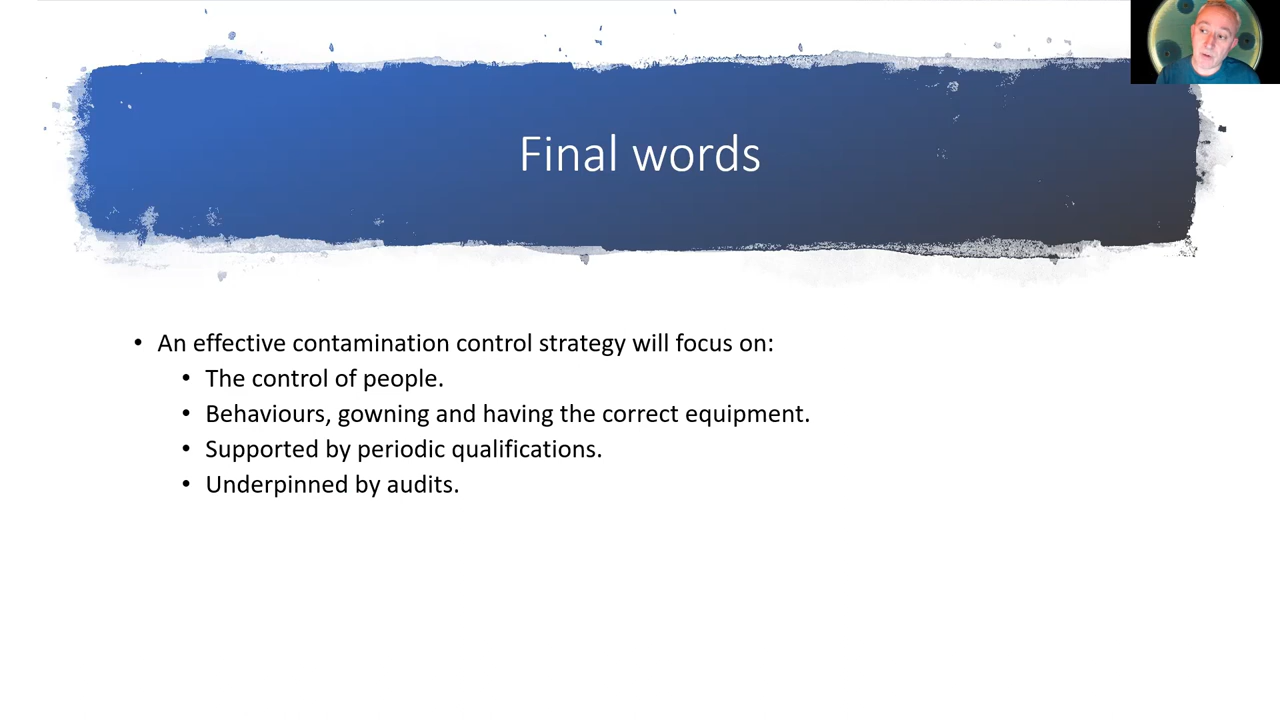 Final words
• An effective contamination control strategy will focus on:
• The control of people.
• Behaviours, gowning and having the correct equipment.
• Supported by periodic qualifications.
• Underpinned by audits.